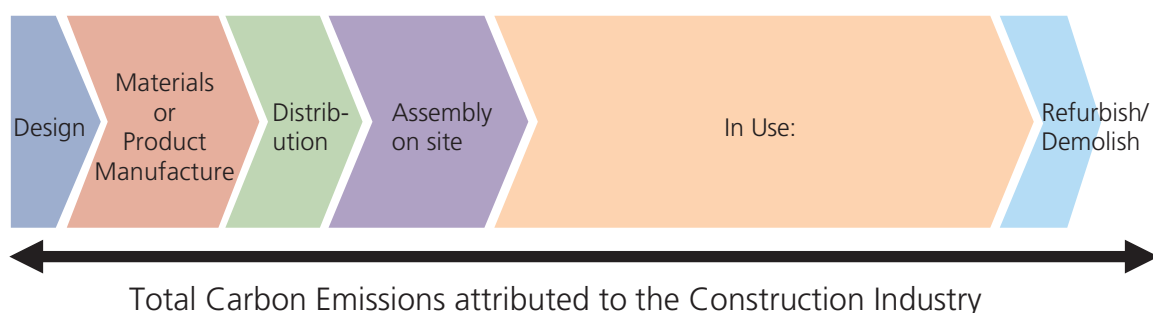 Design
Materials
or
Product
Manufacture
Distrib-
ution
Assembly
on site
In Use:
Refurbish/
Demolish
Total Carbon Emissions attributed to the Construction Industry